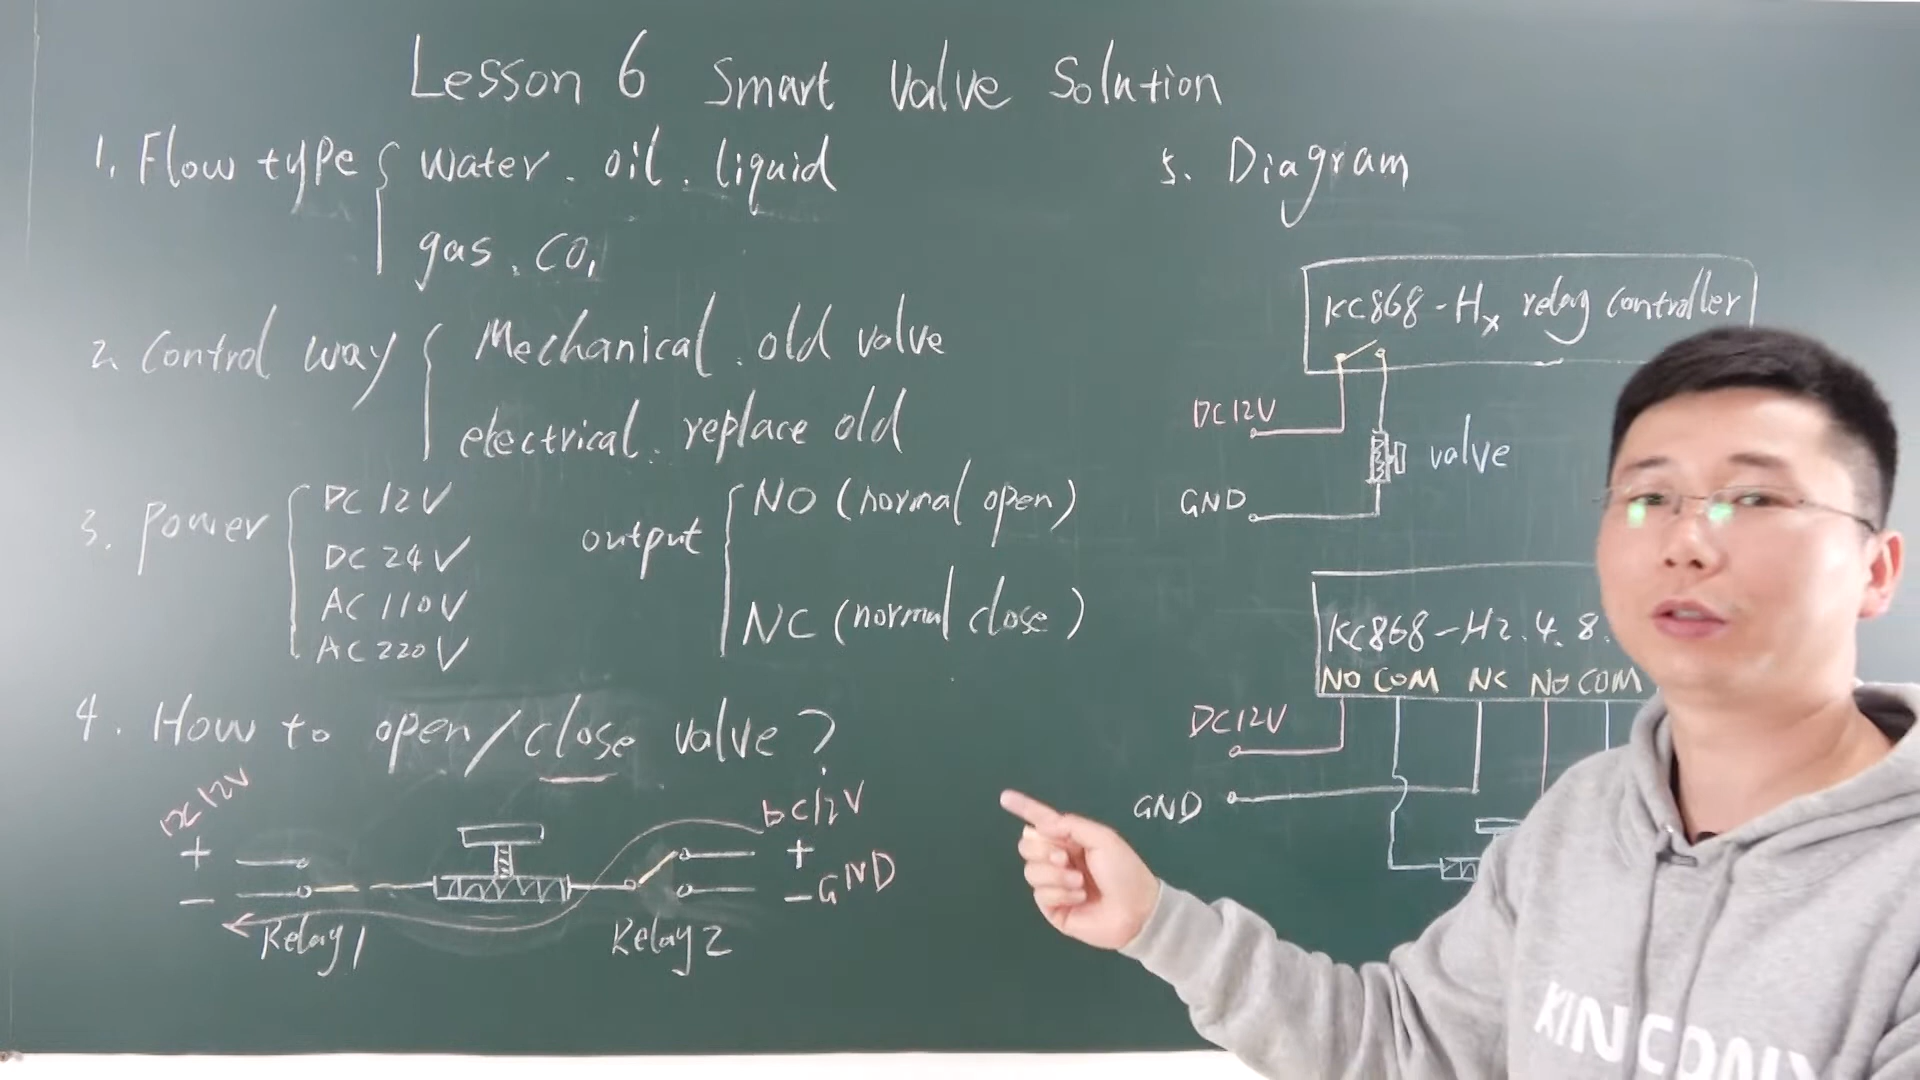 Lesson 6 Smart Valve Solution
1. Flow type
water. oil. liquid
gas. CO,
2. Control way
Mechanical. old valve
electrical. replace old
3. Power
DC 12V
DC 24V
AC 110V
AC 220V
output
NO (normal open)
NC (normal close)
4. How to open/close valve?
DC12V
+
-
Relay 1
Relay 2
DC12V
+
- GND
5. Diagram
KC868-Hx relay Controller
DC12V
GND
valve
KC868-H2.4.8.
NO COM NC NO COM
DC12V
GND
KINCONY